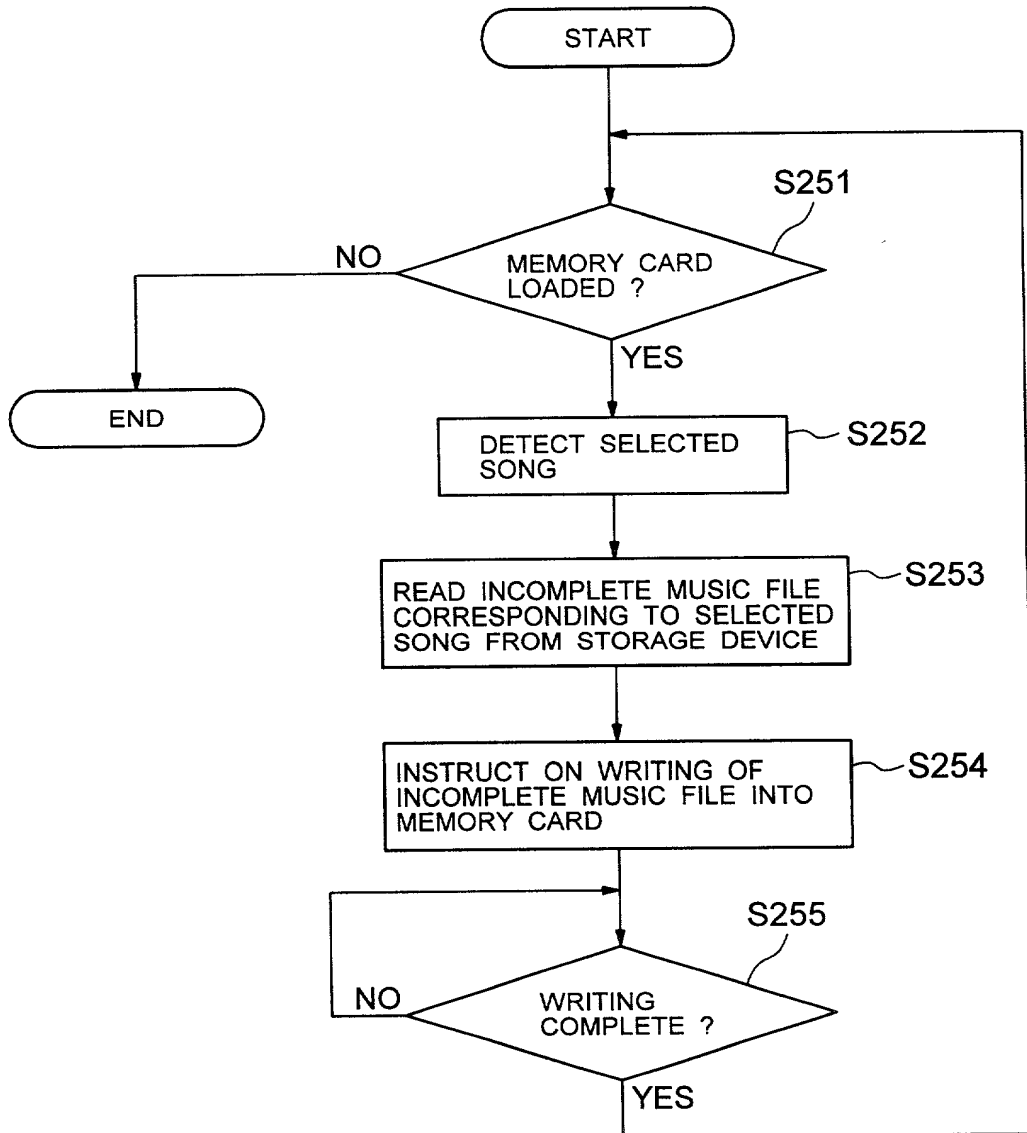 START
S251
NO
MEMORY CARD
LOADED ?
YES
END
DETECT SELECTED
SONG
S252
READ INCOMPLETE MUSIC FILE
CORRESPONDING TO SELECTED
SONG FROM STORAGE DEVICE
S253
INSTRUCT ON WRITING OF
INCOMPLETE MUSIC FILE INTO
MEMORY CARD
S254
S255
NO
WRITING
COMPLETE ?
YES